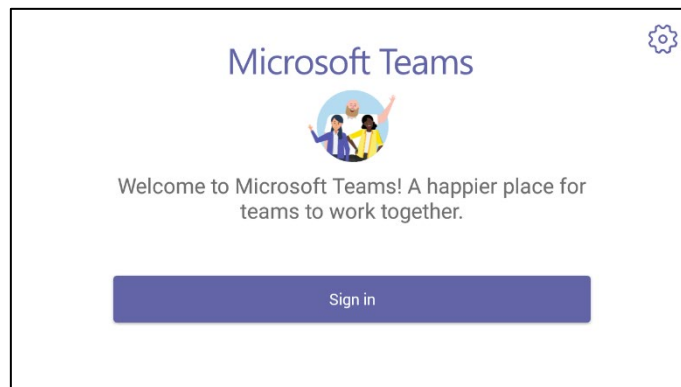 Microsoft Teams
Welcome to Microsoft Teams! A happier place for
teams to work together.
Sign in